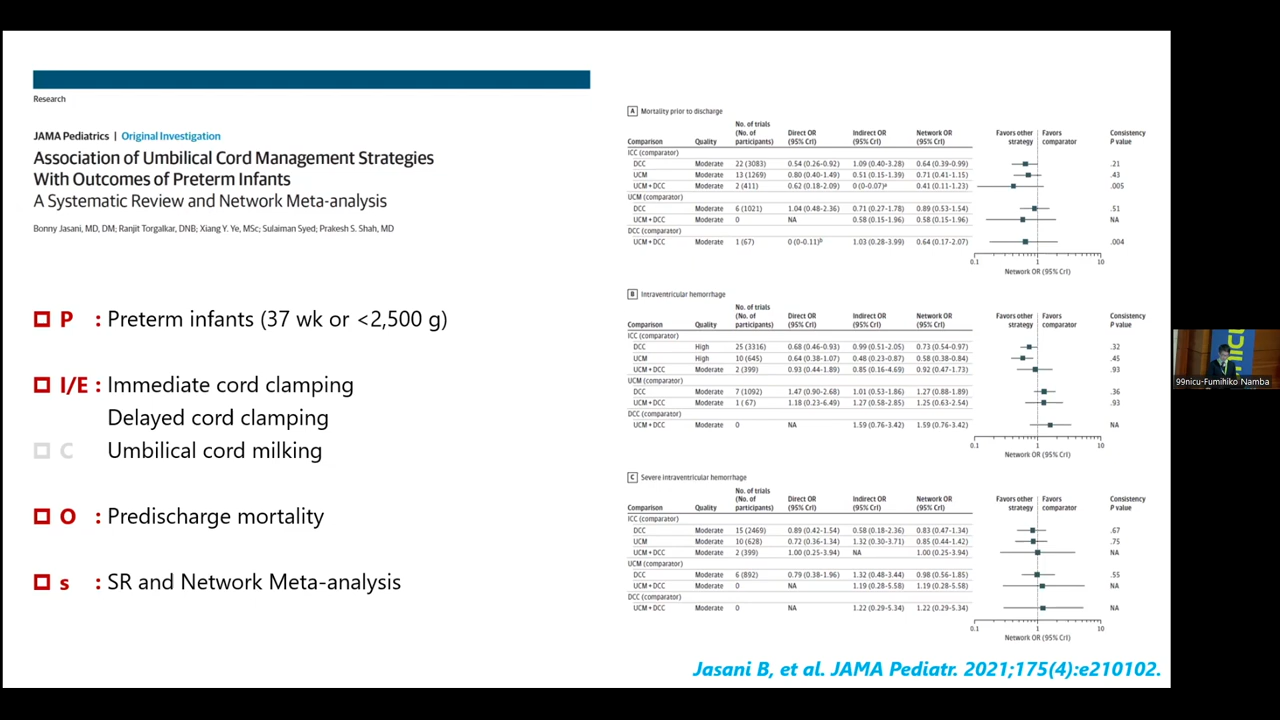 Research
JAMA Pediatrics | Original Investigation
Association of Umbilical Cord Management Strategies
With Outcomes of Preterm Infants
A Systematic Review and Network Meta-analysis
Bonny Jasani, MD, DM; Ranjit Torgalkar, DNB; Xiang Y. Ye, MSc; Sulaiman Syed; Prakesh S. Shah, MD
P : Preterm infants (37 wk or <2,500 g)
I/E : Immediate cord clamping
Delayed cord clamping
C Umbilical cord milking
O : Predischarge mortality
s : SR and Network Meta-analysis
A Mortality prior to discharge
Comparison Quality No. of trials (No. of participants) Direct OR (95% CrI) Indirect OR (95% CrI) Network OR (95% CrI) Favors other strategy Favors comparator Consistency P value
ICC (comparator)
DCC Moderate 22 (3083) 0.54 (0.26-0.92) 1.09 (0.40-3.28) 0.64 (0.39-0.99) .21
UCM Moderate 13 (1269) 0.80 (0.40-1.49) 0.51 (0.15-1.39) 0.71 (0.41-1.15) .43
UCM + DCC Moderate 2 (411) 0.62 (0.18-2.09) 0 (0-0.07)a 0.41 (0.11-1.23) .005
UCM (comparator)
DCC Moderate 6 (1021) 1.04 (0.48-2.36) 0.71 (0.27-1.78) 0.89 (0.53-1.54) .51
UCM + DCC Moderate 0 NA 0.58 (0.15-1.96) 0.58 (0.15-1.96) NA
DCC (comparator)
UCM + DCC Moderate 1 (67) 0 (0-0.11)b 1.03 (0.28-3.99) 0.64 (0.17-2.07) .004
0.1 1 10
Network OR (95% CrI)
B Intraventricular hemorrhage
Comparison Quality No. of trials (No. of participants) Direct OR (95% CrI) Indirect OR (95% CrI) Network OR (95% CrI) Favors other strategy Favors comparator Consistency P value
ICC (comparator)
DCC High 25 (3316) 0.68 (0.46-0.93) 0.99 (0.51-2.05) 0.73 (0.54-0.97) .32
UCM High 10 (645) 0.64 (0.38-1.07) 0.48 (0.23-0.87) 0.58 (0.38-0.84) .45
UCM + DCC Moderate 2 (399) 0.93 (0.44-1.89) 0.85 (0.16-4.69) 0.92 (0.47-1.73) .93
UCM (comparator)
DCC Moderate 7 (1092) 1.47 (0.90-2.68) 1.01 (0.53-1.86) 1.27 (0.88-1.89) .36
UCM + DCC Moderate 1 (67) 1.18 (0.23-6.49) 1.27 (0.58-2.85) 1.25 (0.63-2.54) .93
DCC (comparator)
UCM + DCC Moderate 0 NA 1.59 (0.76-3.42) 1.59 (0.76-3.42) NA
0.1 1 10
Network OR (95% CrI)
C Severe intraventricular hemorrhage
Comparison Quality No. of trials (No. of participants) Direct OR (95% CrI) Indirect OR (95% CrI) Network OR (95% CrI) Favors other strategy Favors comparator Consistency P value
ICC (comparator)
DCC Moderate 15 (2469) 0.89 (0.42-1.54) 0.58 (0.18-2.36) 0.83 (0.47-1.34) .67
UCM Moderate 10 (628) 0.72 (0.36-1.34) 1.32 (0.30-3.71) 0.85 (0.44-1.42) .75
UCM + DCC Moderate 2 (399) 1.00 (0.25-3.94) NA 1.00 (0.25-3.94) NA
UCM (comparator)
DCC Moderate 6 (892) 0.79 (0.38-1.96) 1.32 (0.48-3.44) 0.98 (0.56-1.85) .55
UCM + DCC Moderate 0 NA 1.19 (0.28-5.58) 1.19 (0.28-5.58) NA
DCC (comparator)
UCM + DCC Moderate 0 NA 1.22 (0.29-5.34) 1.22 (0.29-5.34) NA
0.1 1 10
Network OR (95% CrI)
Jasani B, et al. JAMA Pediatr. 2021;175(4):e210102.
99nicu-Fumihiko Namba